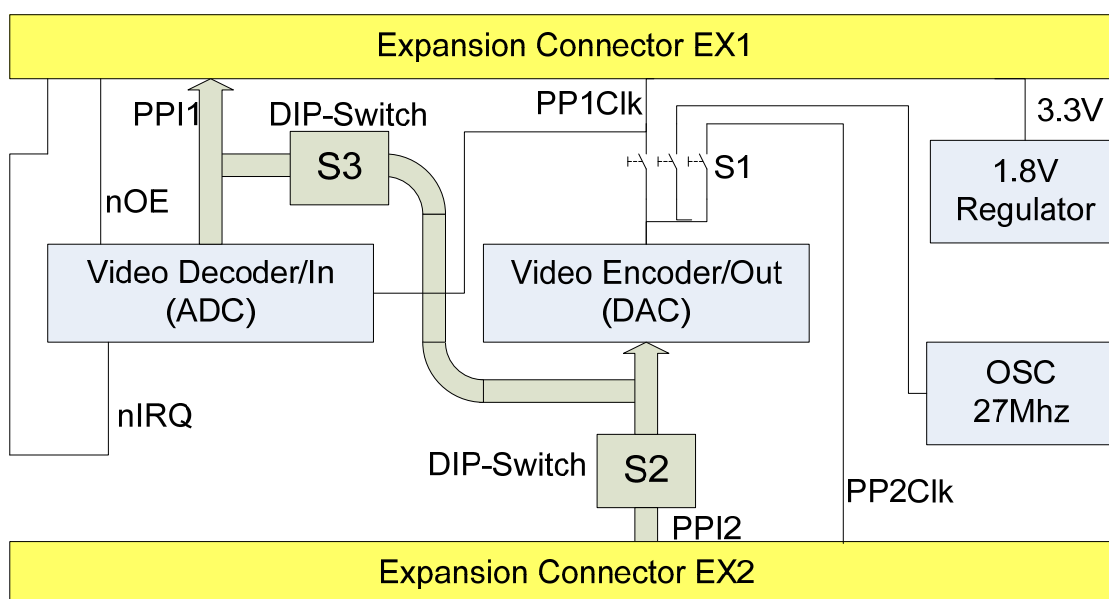 Expansion Connector EX1
PPI1
DIP-Switch
PP1Clk
3.3V
S3
S1
1.8V
Regulator
nOE
Video Decoder/In
(ADC)
Video Encoder/Out
(DAC)
OSC
27Mhz
nIRQ
DIP-Switch
S2
PP2Clk
PPI2
Expansion Connector EX2